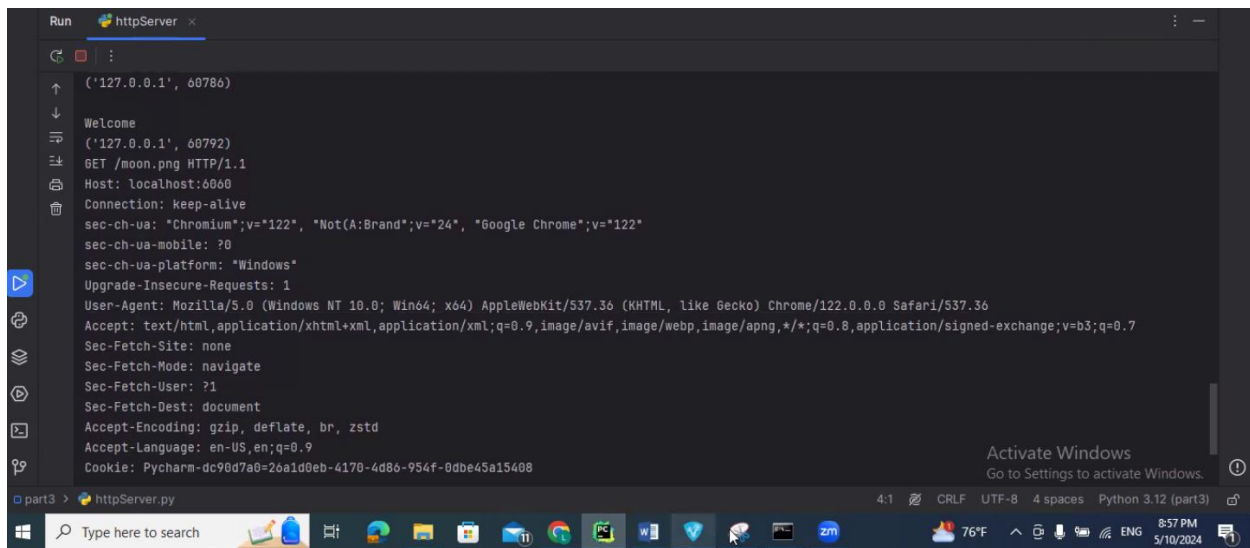 Run httpServer
('127.0.0.1', 60786)
Welcome
('127.0.0.1', 60792)
GET /moon.png HTTP/1.1
Host: localhost:6060
Connection: keep-alive
sec-ch-ua: "Chromium";v="122", "Not(A:Brand";v="24", "Google Chrome";v="122"
sec-ch-ua-mobile: ?0
sec-ch-ua-platform: "Windows"
Upgrade-Insecure-Requests: 1
User-Agent: Mozilla/5.0 (Windows NT 10.0; Win64; x64) AppleWebKit/537.36 (KHTML, like Gecko) Chrome/122.0.0.0 Safari/537.36
Accept: text/html,application/xhtml+xml,application/xml;q=0.9,image/avif,image/webp,image/apng,*/*;q=0.8,application/signed-exchange;v=b3;q=0.7
Sec-Fetch-Site: none
Sec-Fetch-Mode: navigate
Sec-Fetch-User: ?1
Sec-Fetch-Dest: document
Accept-Encoding: gzip, deflate, br, zstd
Accept-Language: en-US,en;q=0.9
Cookie: Pycharm-dc90d7a0=26a1d0eb-4170-4d86-954f-0dbe45a15408
Activate Windows
Go to Settings to activate Windows.
part3 > httpServer.py 4:1 CRLF UTF-8 4 spaces Python 3.12 (part3)
Type here to search 11 PC W zm 76°F ENG 8:57 PM
5/10/2024 1